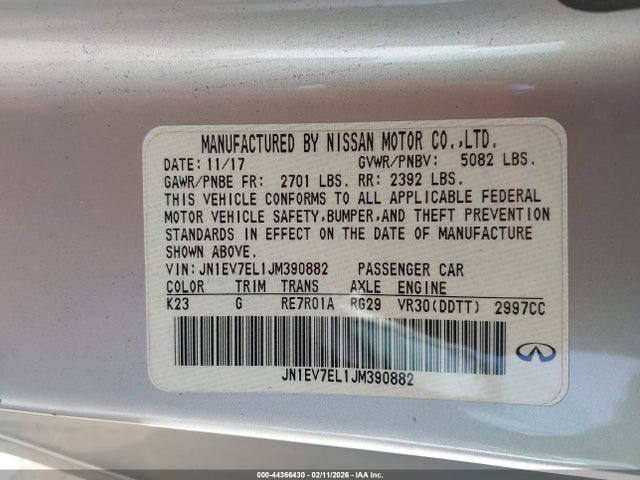 MANUFACTURED BY NISSAN MOTOR CO.,LTD.
DATE: 11/17 GVWR/PNBV: 5082 LBS.
GAWR/PNBE FR: 2701 LBS. RR: 2392 LBS.
THIS VEHICLE CONFORMS TO ALL APPLICABLE FEDERAL
MOTOR VEHICLE SAFETY,BUMPER,AND THEFT PREVENTION
STANDARDS IN EFFECT ON THE DATE OF MANUFACTURE
SHOWN ABOVE.
VIN: JN1EV7EL1JM390882 PASSENGER CAR
COLOR TRIM TRANS AXLE ENGINE
K23 G RE7R01A RG29 VR30(DDTT) 2997CC
JN1EV7EL1JM390882
000-44366430 - 02/11/2026 - IAA Inc.